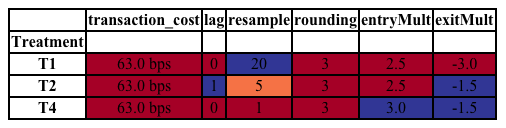 transaction_cost lag resample rounding entryMult exitMult
Treatment
T1 63.0 bps 0 20 3 2.5 -3.0
T2 63.0 bps 1 5 3 2.5 -1.5
T4 63.0 bps 0 1 3 3.0 -1.5